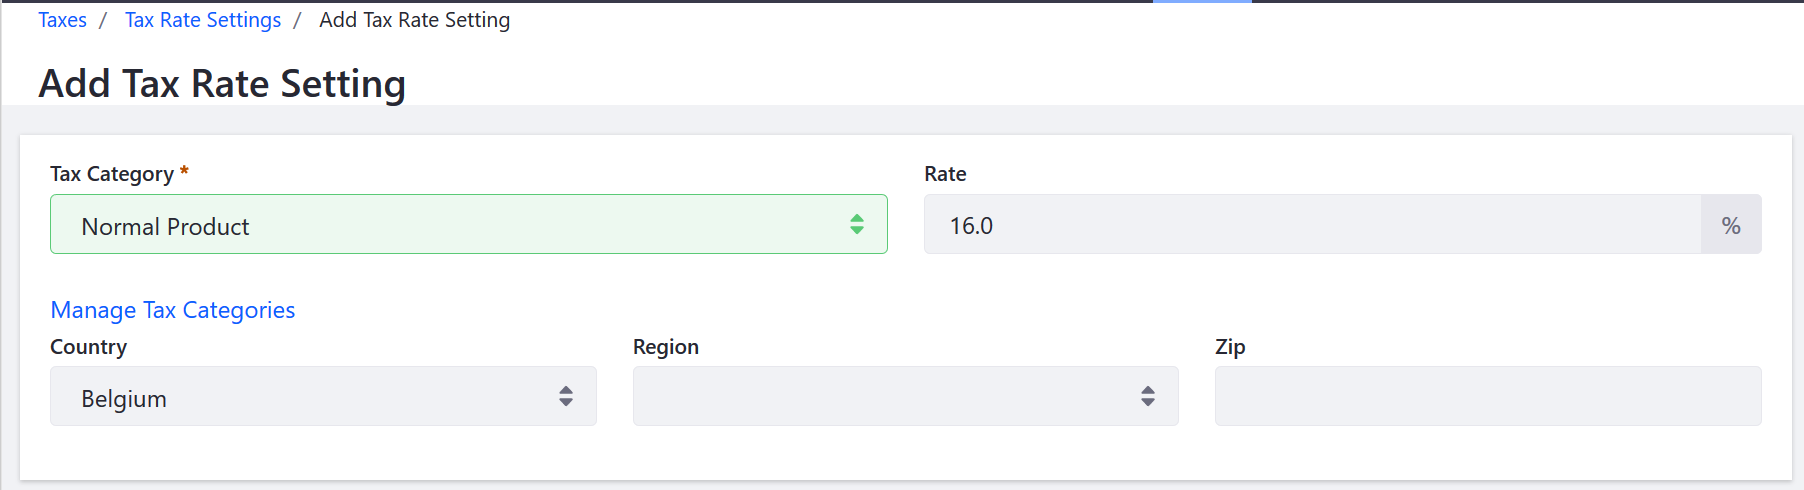 Taxes / Tax Rate Settings / Add Tax Rate Setting
Add Tax Rate Setting
Tax Category * Rate
Normal Product 16.0 %
Manage Tax Categories
Country Region Zip
Belgium